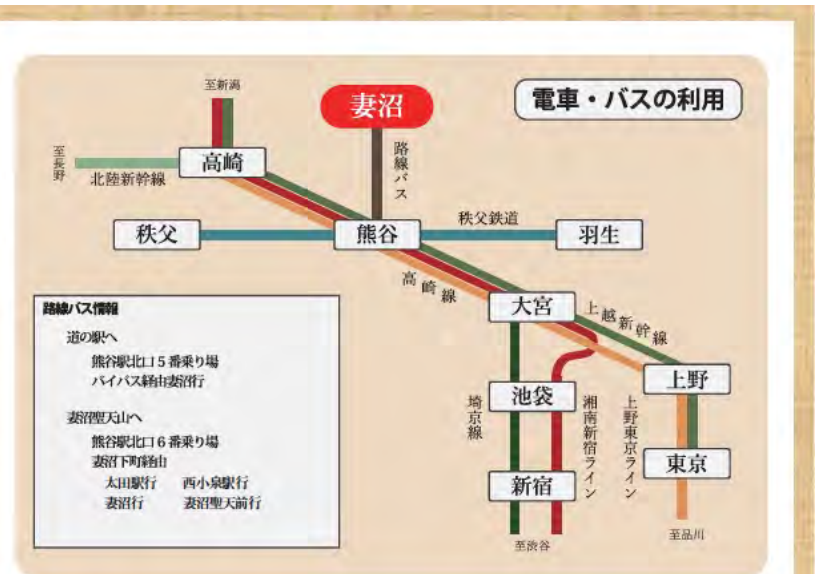 電車・バスの利用
至新潟
妻沼
至長野
北陸新幹線
高崎
路線バス
秩父
熊谷
秩父鉄道
羽生
高崎線
大宮
上越新幹線
路線バス情報
道の駅へ
熊谷駅北口5番乗り場
バイパス経由妻沼行
妻沼聖天山へ
熊谷駅北口6番乗り場
妻沼下町経由
太田駅行 西小泉駅行
妻沼行 妻沼聖天前行
池袋
上野
埼京線
湘南新宿ライン
上野東京ライン
新宿
東京
至渋谷
至品川